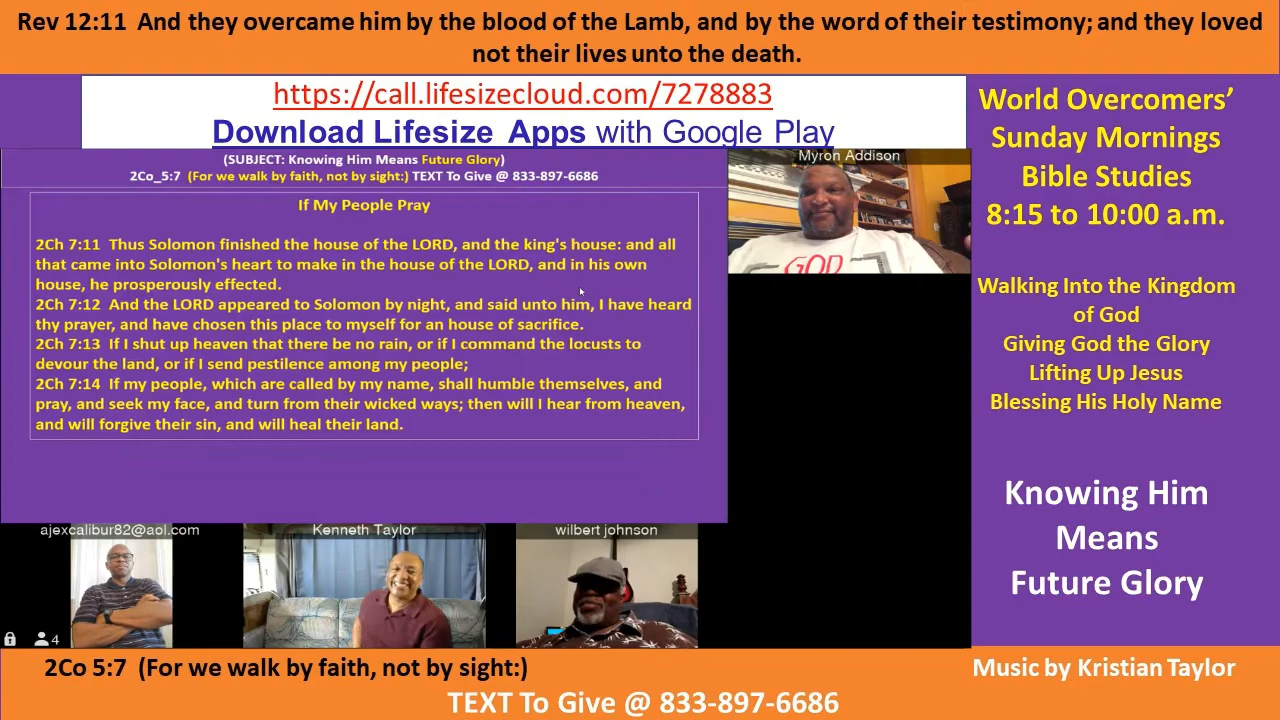 Rev 12:11  And they overcame him by the blood of the Lamb, and by the word of their testimony; and they loved
not their lives unto the death.
https://call.lifesizecloud.com/7278883
Download Lifesize Apps with Google Play
(SUBJECT: Knowing Him Means Future Glory)
2Co_5:7 (For we walk by faith, not by sight:) TEXT To Give @ 833-897-6686
If My People Pray
2Ch 7:11  Thus Solomon finished the house of the LORD, and the king's house: and all
that came into Solomon's heart to make in the house of the LORD, and in his own
house, he prosperously effected.
2Ch 7:12  And the LORD appeared to Solomon by night, and said unto him, I have heard
thy prayer, and have chosen this place to myself for an house of sacrifice.
2Ch 7:13  If I shut up heaven that there be no rain, or if I command the locusts to
devour the land, or if I send pestilence among my people;
2Ch 7:14  If my people, which are called by my name, shall humble themselves, and
pray, and seek my face, and turn from their wicked ways; then will I hear from heaven,
and will forgive their sin, and will heal their land.
Myron Addison
GOD
ajexcalibur82@aol.com
Kenneth Taylor
wilbert johnson
4
World Overcomers'
Sunday Mornings
Bible Studies
8:15 to 10:00 a.m.
Walking Into the Kingdom
of God
Giving God the Glory
Lifting Up Jesus
Blessing His Holy Name
Knowing Him
Means
Future Glory
2Co 5:7  (For we walk by faith, not by sight:)
Music by Kristian Taylor
TEXT To Give @ 833-897-6686